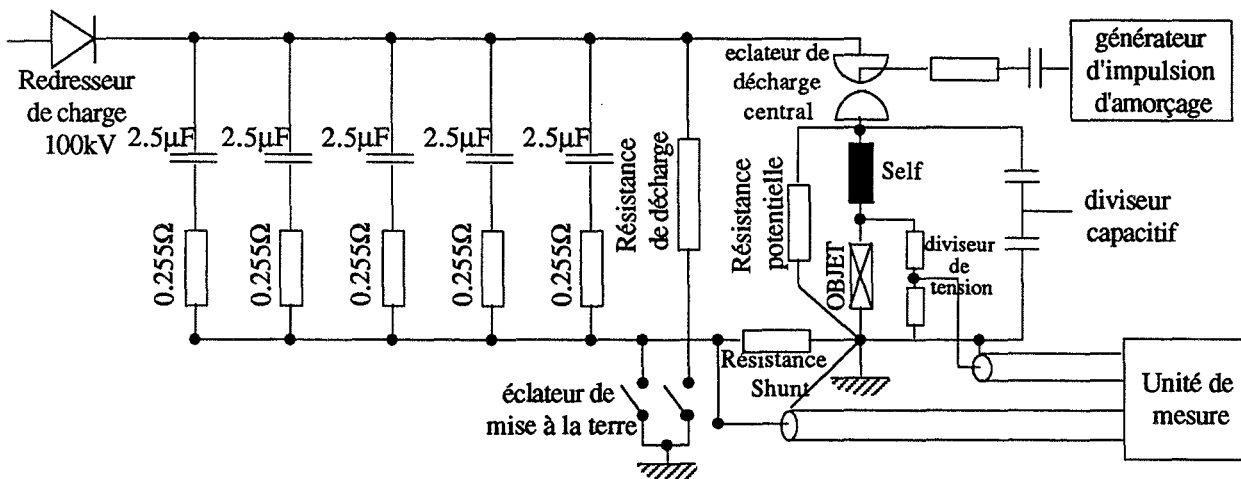 Redresseur
de charge
100kV
2.5µF
2.5µF
2.5µF
2.5µF
2.5µF
0.255Ω
0.255Ω
0.255Ω
0.255Ω
0.255Ω
Résistance
de décharge
eclateur de
décharge
central
générateur
d'impulsion
d'amorçage
Résistance
potentielle
Self
OBJET
diviseur
de
tension
diviseur
capacitif
Résistance
Shunt
éclateur de
mise à la terre
Unité de
mesure